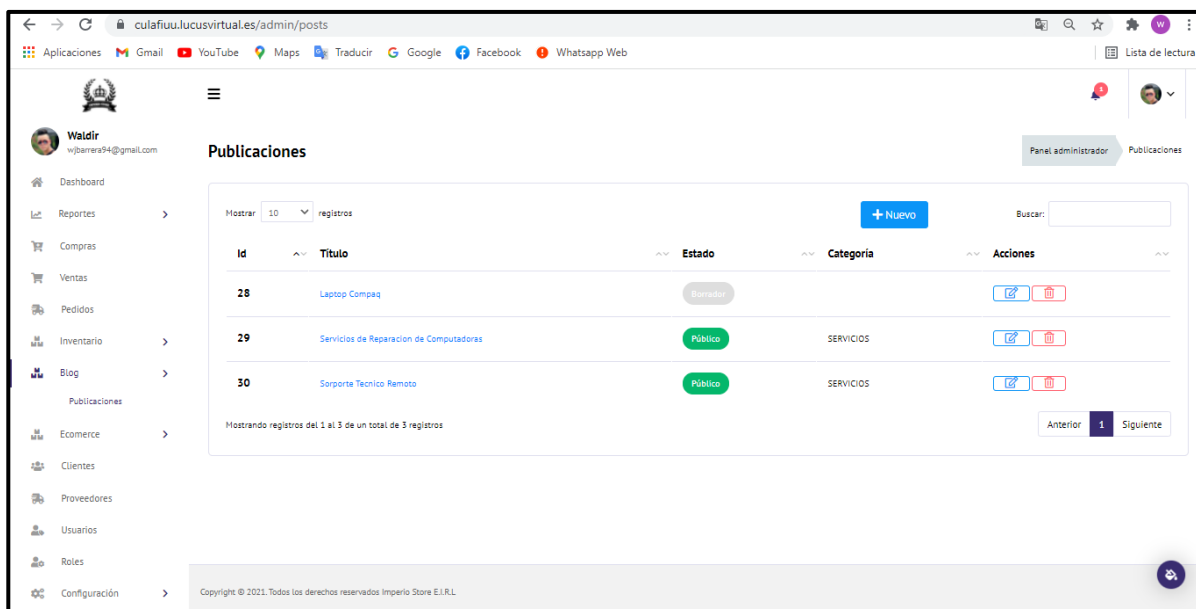 culafiuu.lucusvirtual.es/admin/posts
W
Aplicaciones Gmail YouTube Maps Traducir Google Facebook Whatsapp Web Lista de lectura
Waldir
wjbarrera94@gmail.com
Publicaciones
Panel administrador Publicaciones
Dashboard
Reportes
Compras
Ventas
Pedidos
Inventario
Blog
Publicaciones
Ecomerce
Clientes
Proveedores
Usuarios
Roles
Configuración
Mostrar 10 registros
+ Nuevo
Buscar:
Id Título Estado Categoría Acciones
28 Laptop Compaq Borrador
29 Servicios de Reparacion de Computadoras Público SERVICIOS
30 Sorporte Tecnico Remoto Público SERVICIOS
Mostrando registros del 1 al 3 de un total de 3 registros
Anterior 1 Siguiente
Copyright © 2021. Todos los derechos reservados Imperio Store E.I.R.L